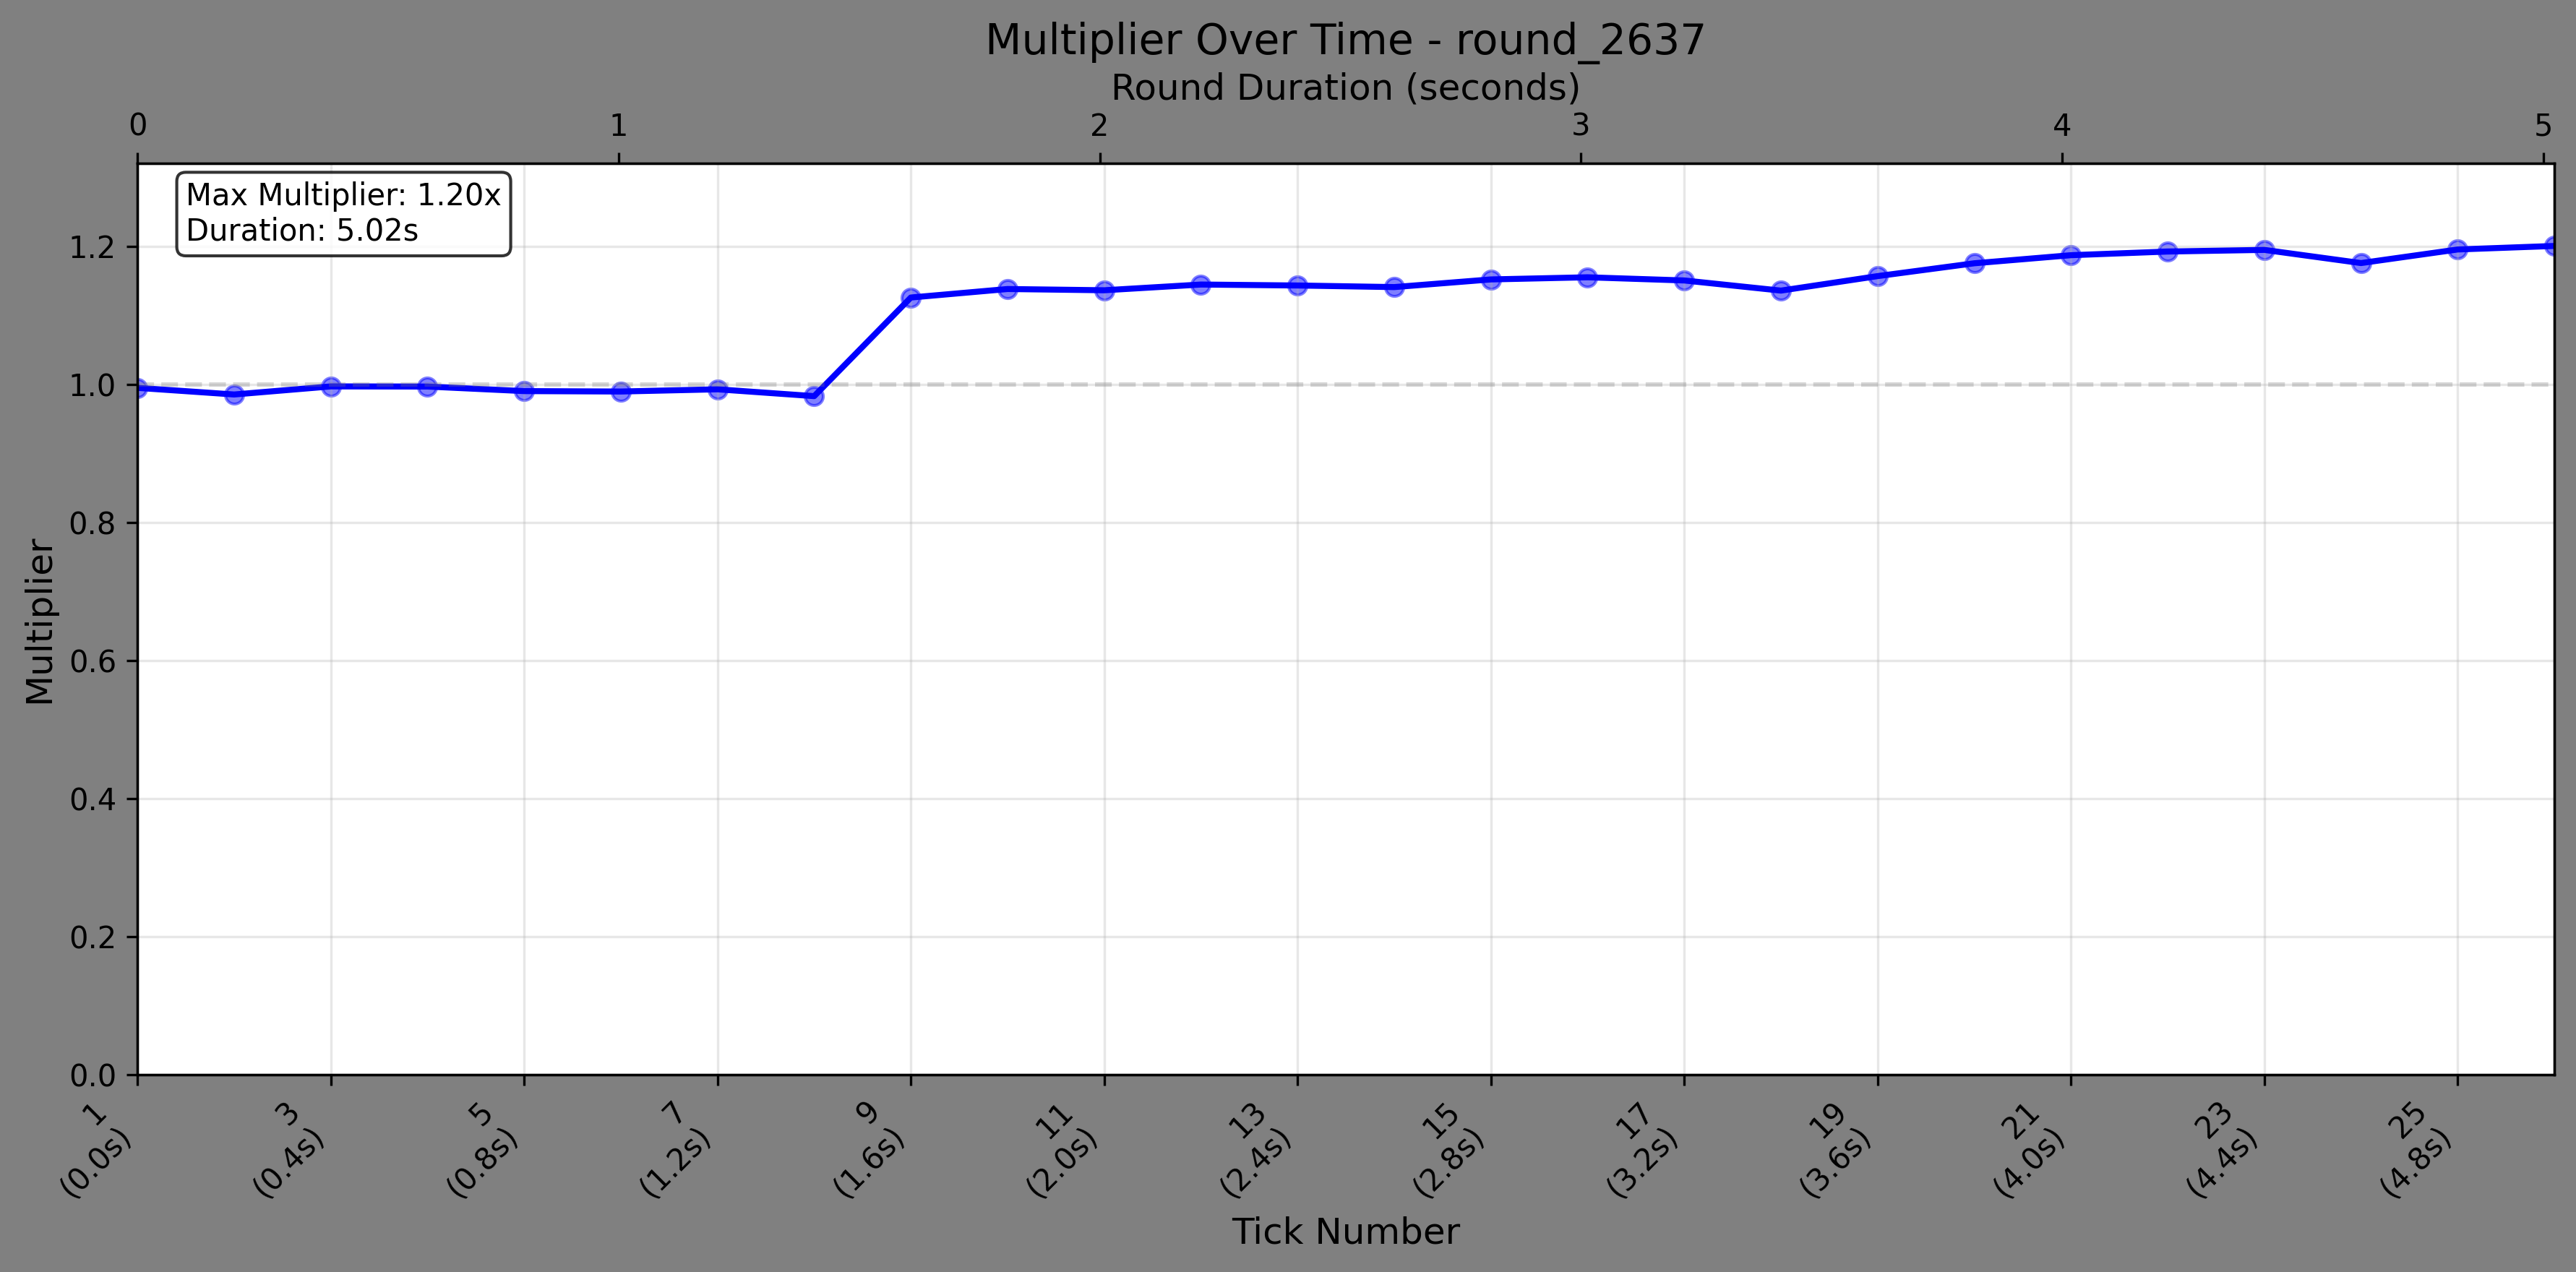 Multiplier Over Time - round_2637
Round Duration (seconds)
0 1 2 3 4 5
Max Multiplier: 1.20x
Duration: 5.02s
1.2
1.0
0.8
0.6
0.4
0.2
0.0
Multiplier
1
(0.0s)
3
(0.4s)
5
(0.8s)
7
(1.2s)
9
(1.6s)
11
(2.0s)
13
(2.4s)
15
(2.8s)
17
(3.2s)
19
(3.6s)
21
(4.0s)
23
(4.4s)
25
(4.8s)
Tick Number